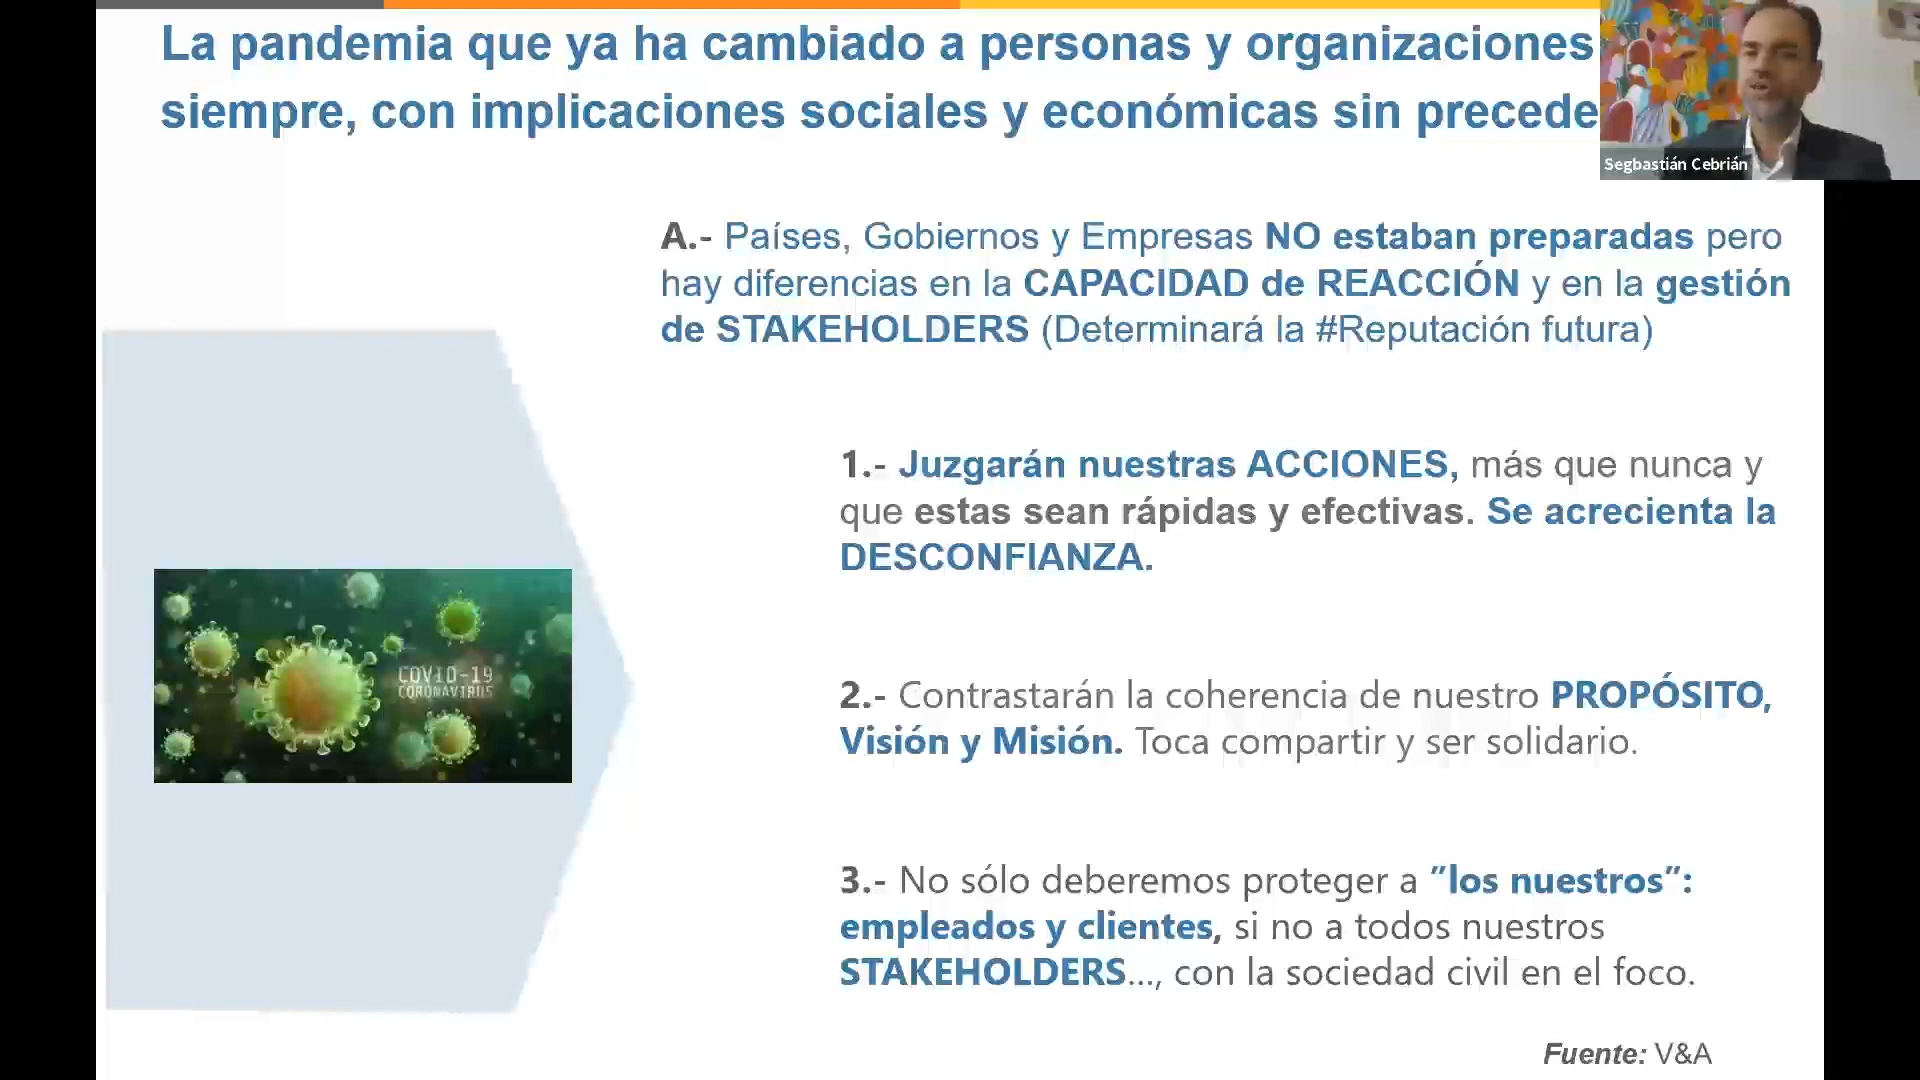 La pandemia que ya ha cambiado a personas y organizaciones
siempre, con implicaciones sociales y económicas sin precede
Segbastián Cebrián
A.- Países, Gobiernos y Empresas NO estaban preparadas pero
hay diferencias en la CAPACIDAD de REACCIÓN y en la gestión
de STAKEHOLDERS (Determinará la #Reputación futura)
1.- Juzgarán nuestras ACCIONES, más que nunca y
que estas sean rápidas y efectivas. Se acrecienta la
DESCONFIANZA.
COVID-19
CORONAVIRUS
2.- Contrastarán la coherencia de nuestro PROPÓSITO,
Visión y Misión. Toca compartir y ser solidario.
3.- No sólo deberemos proteger a ”los nuestros”:
empleados y clientes, si no a todos nuestros
STAKEHOLDERS…, con la sociedad civil en el foco.
Fuente: V&A